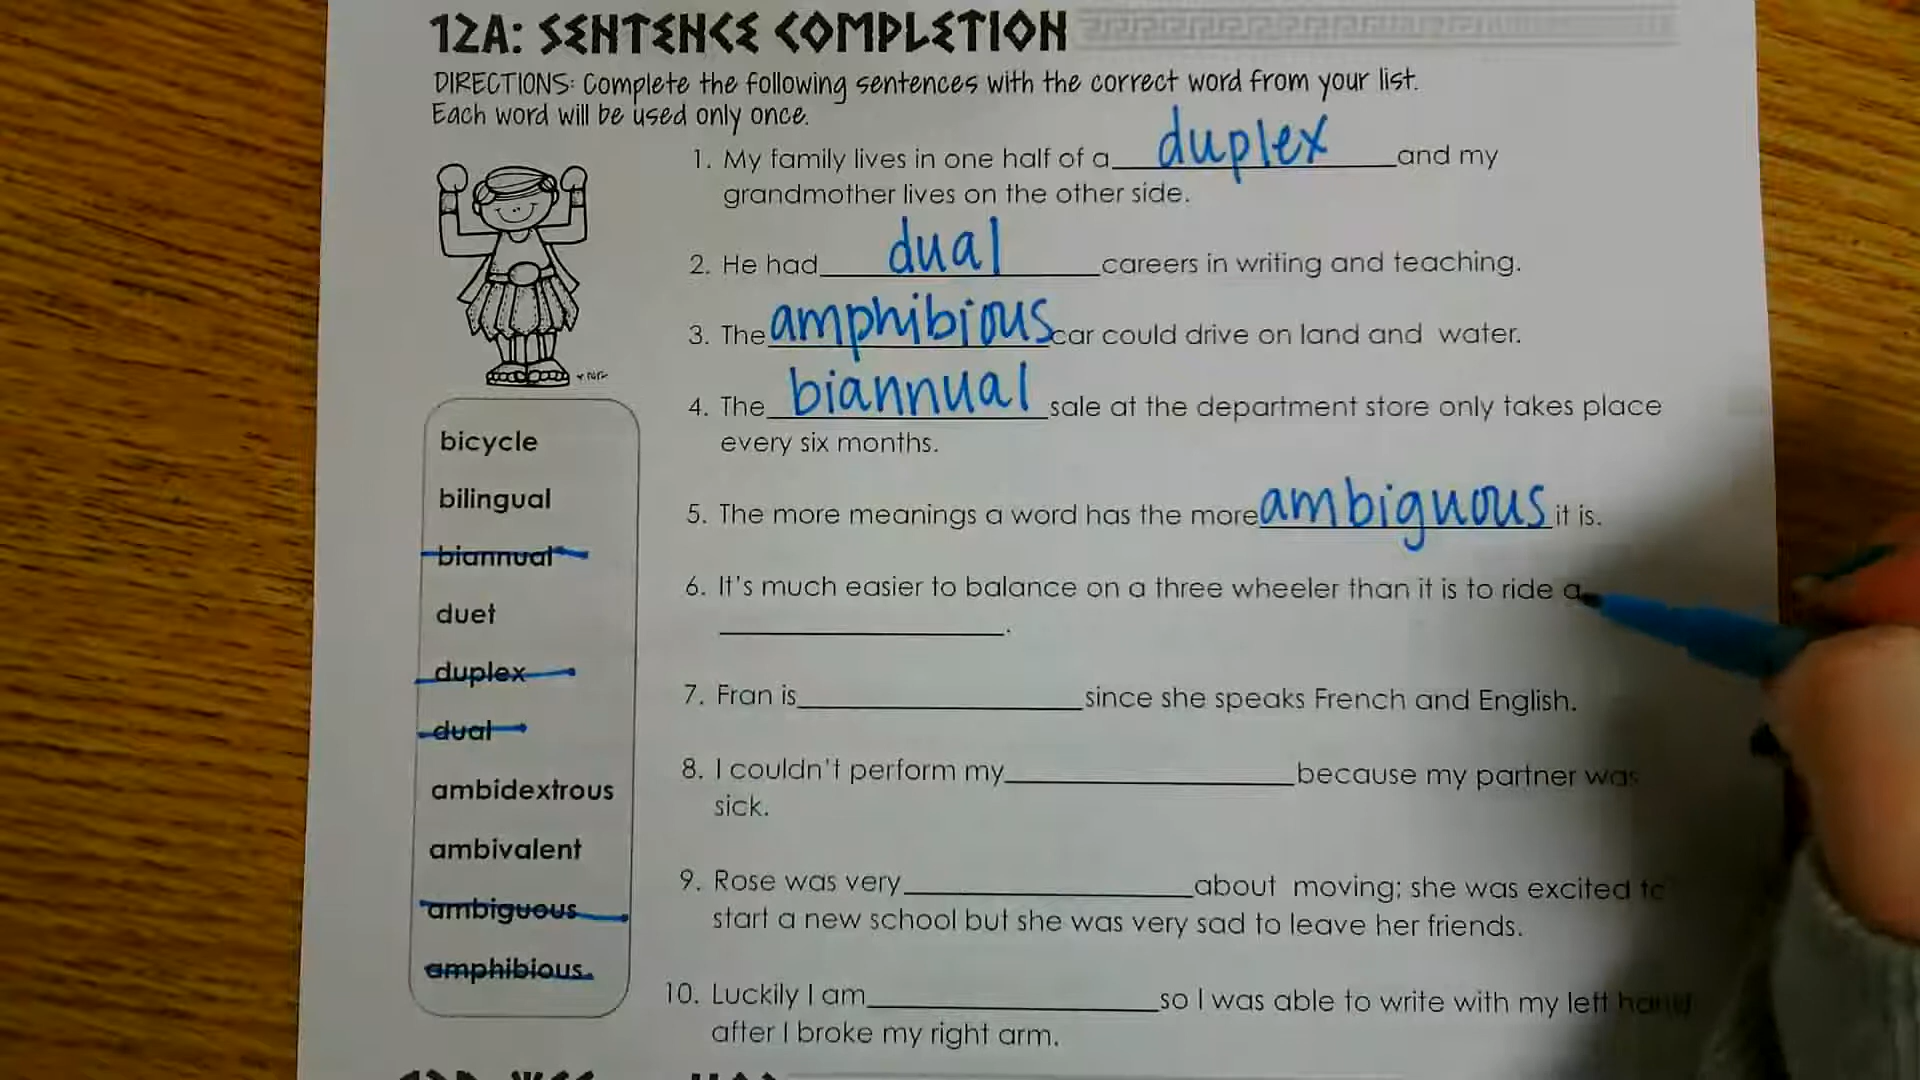 12A: SENTENCE COMPLETION
DIRECTIONS: Complete the following sentences with the correct word from your list.
Each word will be used only once.
1. My family lives in one half of a duplex and my
grandmother lives on the other side.
2. He had dual careers in writing and teaching.
3. The amphibious car could drive on land and water.
4. The biannual sale at the department store only takes place
every six months.
5. The more meanings a word has the more ambiguous it is.
6. It's much easier to balance on a three wheeler than it is to ride a
____________________.
7. Fran is____________________since she speaks French and English.
8. I couldn't perform my____________________because my partner was
sick.
9. Rose was very____________________about moving; she was excited to
start a new school but she was very sad to leave her friends.
10. Luckily I am____________________so I was able to write with my left hand
after I broke my right arm.
bicycle
bilingual
biannual
duet
duplex
dual
ambidextrous
ambivalent
ambiguous
amphibious